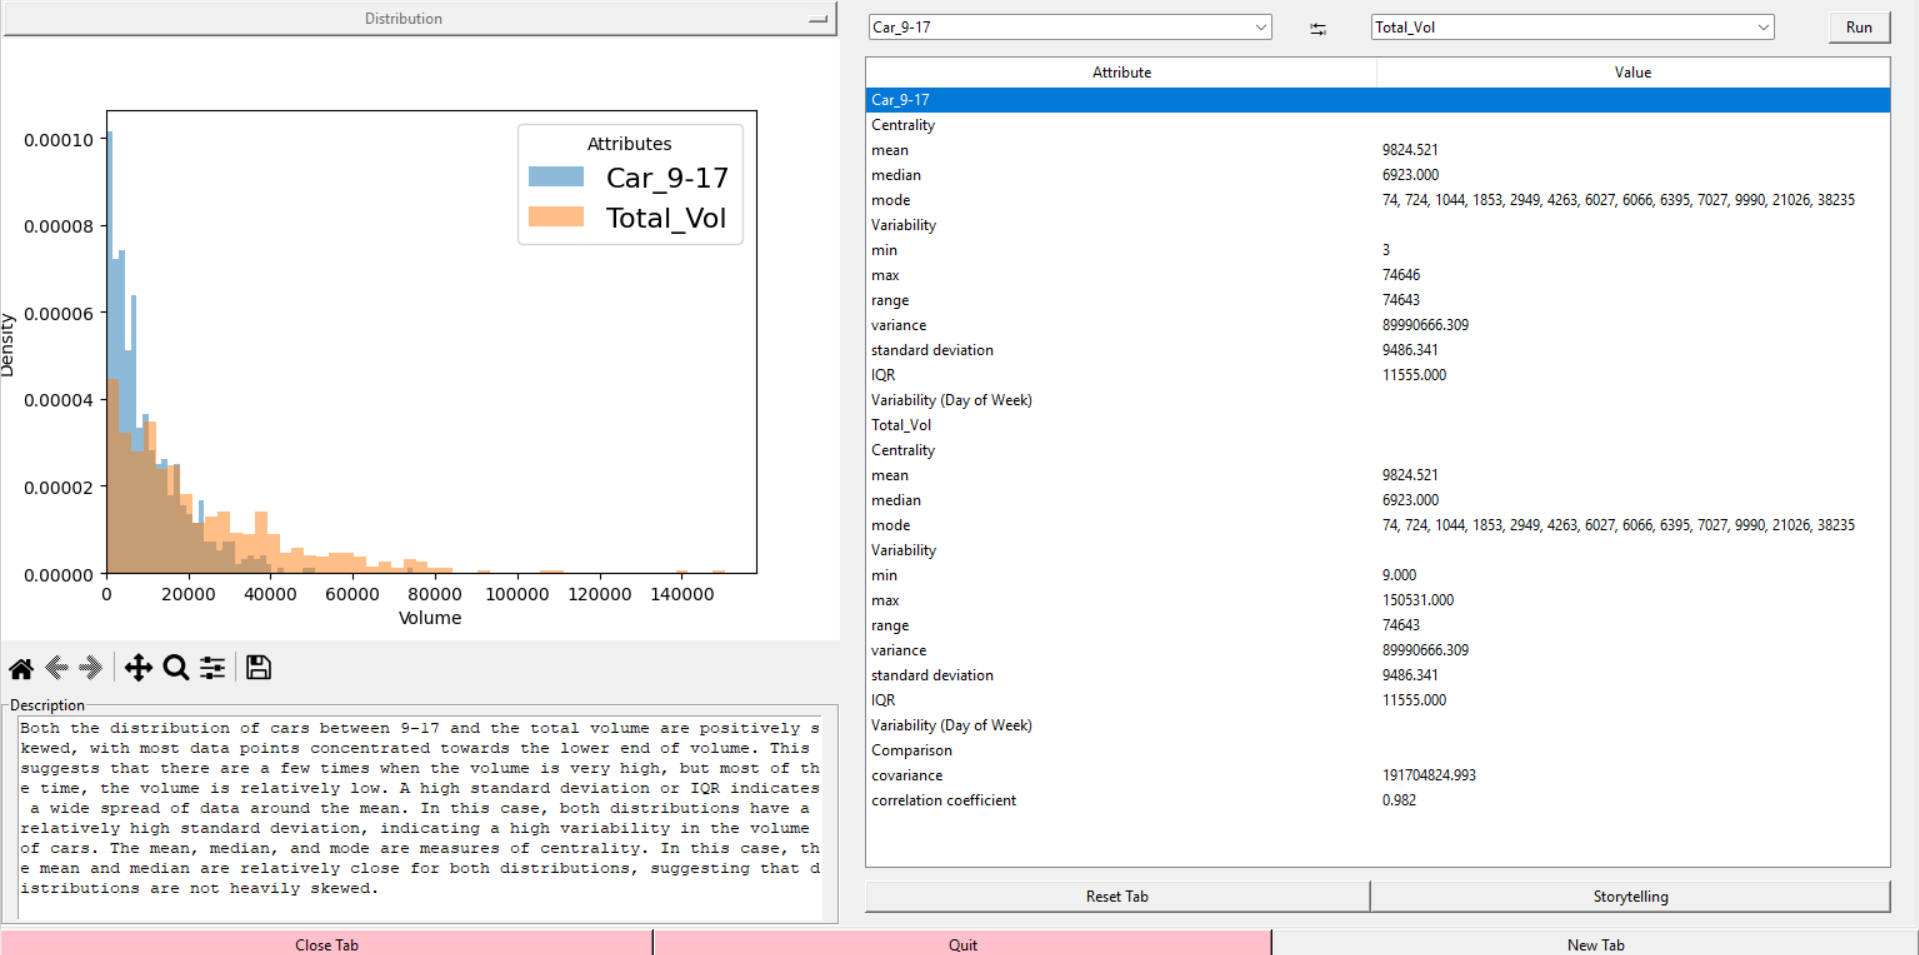 Distribution
0.00010
0.00008
0.00006
0.00004
0.00002
0.00000
Density
0 20000 40000 60000 80000 100000 120000 140000
Volume
Attributes
Car_9-17
Total_Vol
Description
Both the distribution of cars between 9-17 and the total volume are positively s
kewed, with most data points concentrated towards the lower end of volume. This
suggests that there are a few times when the volume is very high, but most of th
e time, the volume is relatively low. A high standard deviation or IQR indicates
a wide spread of data around the mean. In this case, both distributions have a
relatively high standard deviation, indicating a high variability in the volume
of cars. The mean, median, and mode are measures of centrality. In this case, th
e mean and median are relatively close for both distributions, suggesting that d
istributions are not heavily skewed.
Car_9-17 Total_Vol Run
Attribute Value
Car_9-17
Centrality
mean 9824.521
median 6923.000
mode 74, 724, 1044, 1853, 2949, 4263, 6027, 6066, 6395, 7027, 9990, 21026, 38235
Variability
min 3
max 74646
range 74643
variance 89990666.309
standard deviation 9486.341
IQR 11555.000
Variability (Day of Week)
Total_Vol
Centrality
mean 9824.521
median 6923.000
mode 74, 724, 1044, 1853, 2949, 4263, 6027, 6066, 6395, 7027, 9990, 21026, 38235
Variability
min 9.000
max 150531.000
range 74643
variance 89990666.309
standard deviation 9486.341
IQR 11555.000
Variability (Day of Week)
Comparison
covariance 191704824.993
correlation coefficient 0.982
Reset Tab Storytelling
Close Tab Quit New Tab